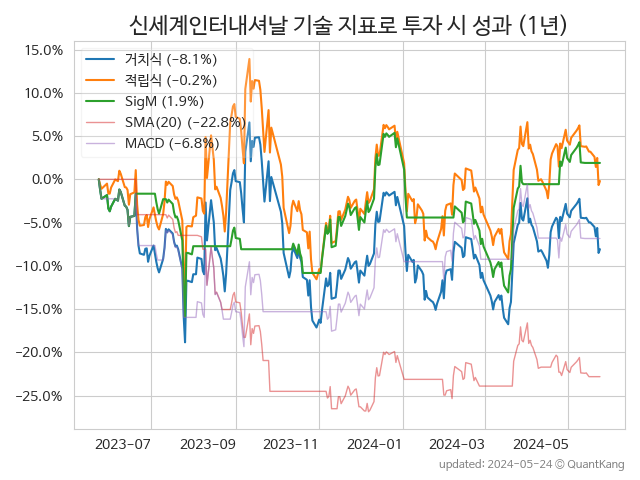 신세계인터내셔날 기술 지표로 투자 시 성과 (1년)
15.0%
10.0%
5.0%
0.0%
−5.0%
−10.0%
−15.0%
−20.0%
−25.0%
거치식 (−8.1%)
적립식 (−0.2%)
SigM (1.9%)
SMA(20) (−22.8%)
MACD (−6.8%)
2023-07
2023-09
2023-11
2024-01
2024-03
2024-05
updated: 2024-05-24 © QuantKang